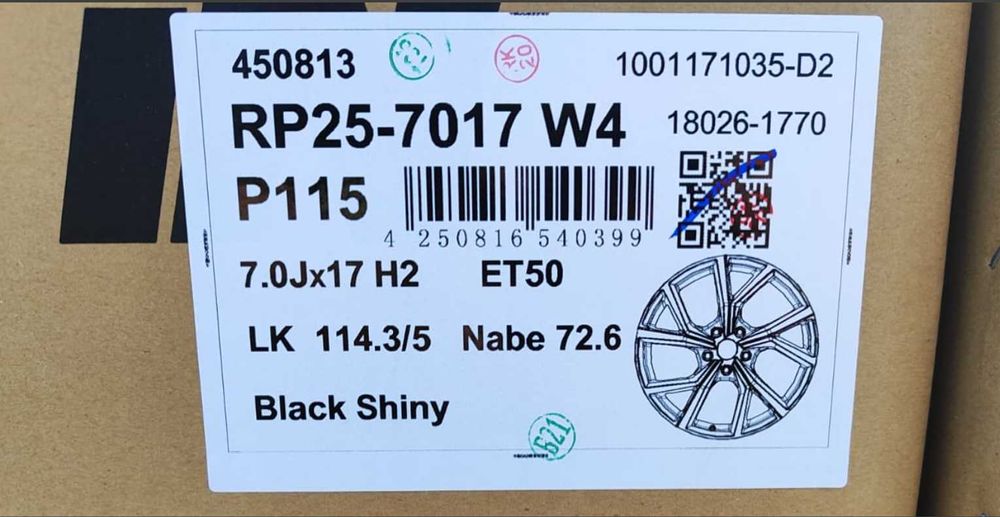 450813
1001171035-D2
RP25-7017 W4
18026-1770
P115
4 250816 540399
7.0Jx17 H2 ET50
LK 114.3/5 Nabe 72.6
Black Shiny
621